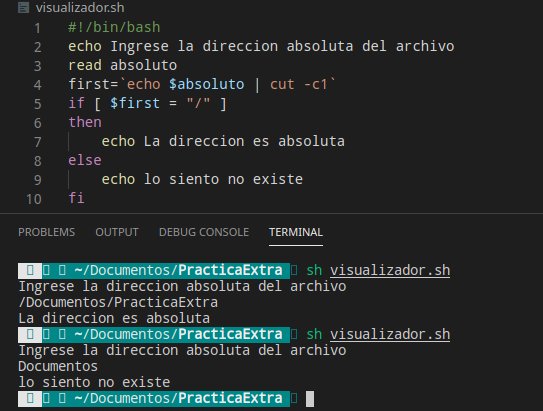 visualizador.sh
1 #!/bin/bash
2 echo Ingrese la direccion absoluta del archivo
3 read absoluto
4 first=`echo $absoluto | cut -c1`
5 if [ $first = "/" ]
6 then
7 echo La direccion es absoluta
8 else
9 echo lo siento no existe
10 fi
PROBLEMS OUTPUT DEBUG CONSOLE TERMINAL
~/Documentos/PracticaExtra sh visualizador.sh
Ingrese la direccion absoluta del archivo
/Documentos/PracticaExtra
La direccion es absoluta
~/Documentos/PracticaExtra sh visualizador.sh
Ingrese la direccion absoluta del archivo
Documentos
lo siento no existe
~/Documentos/PracticaExtra